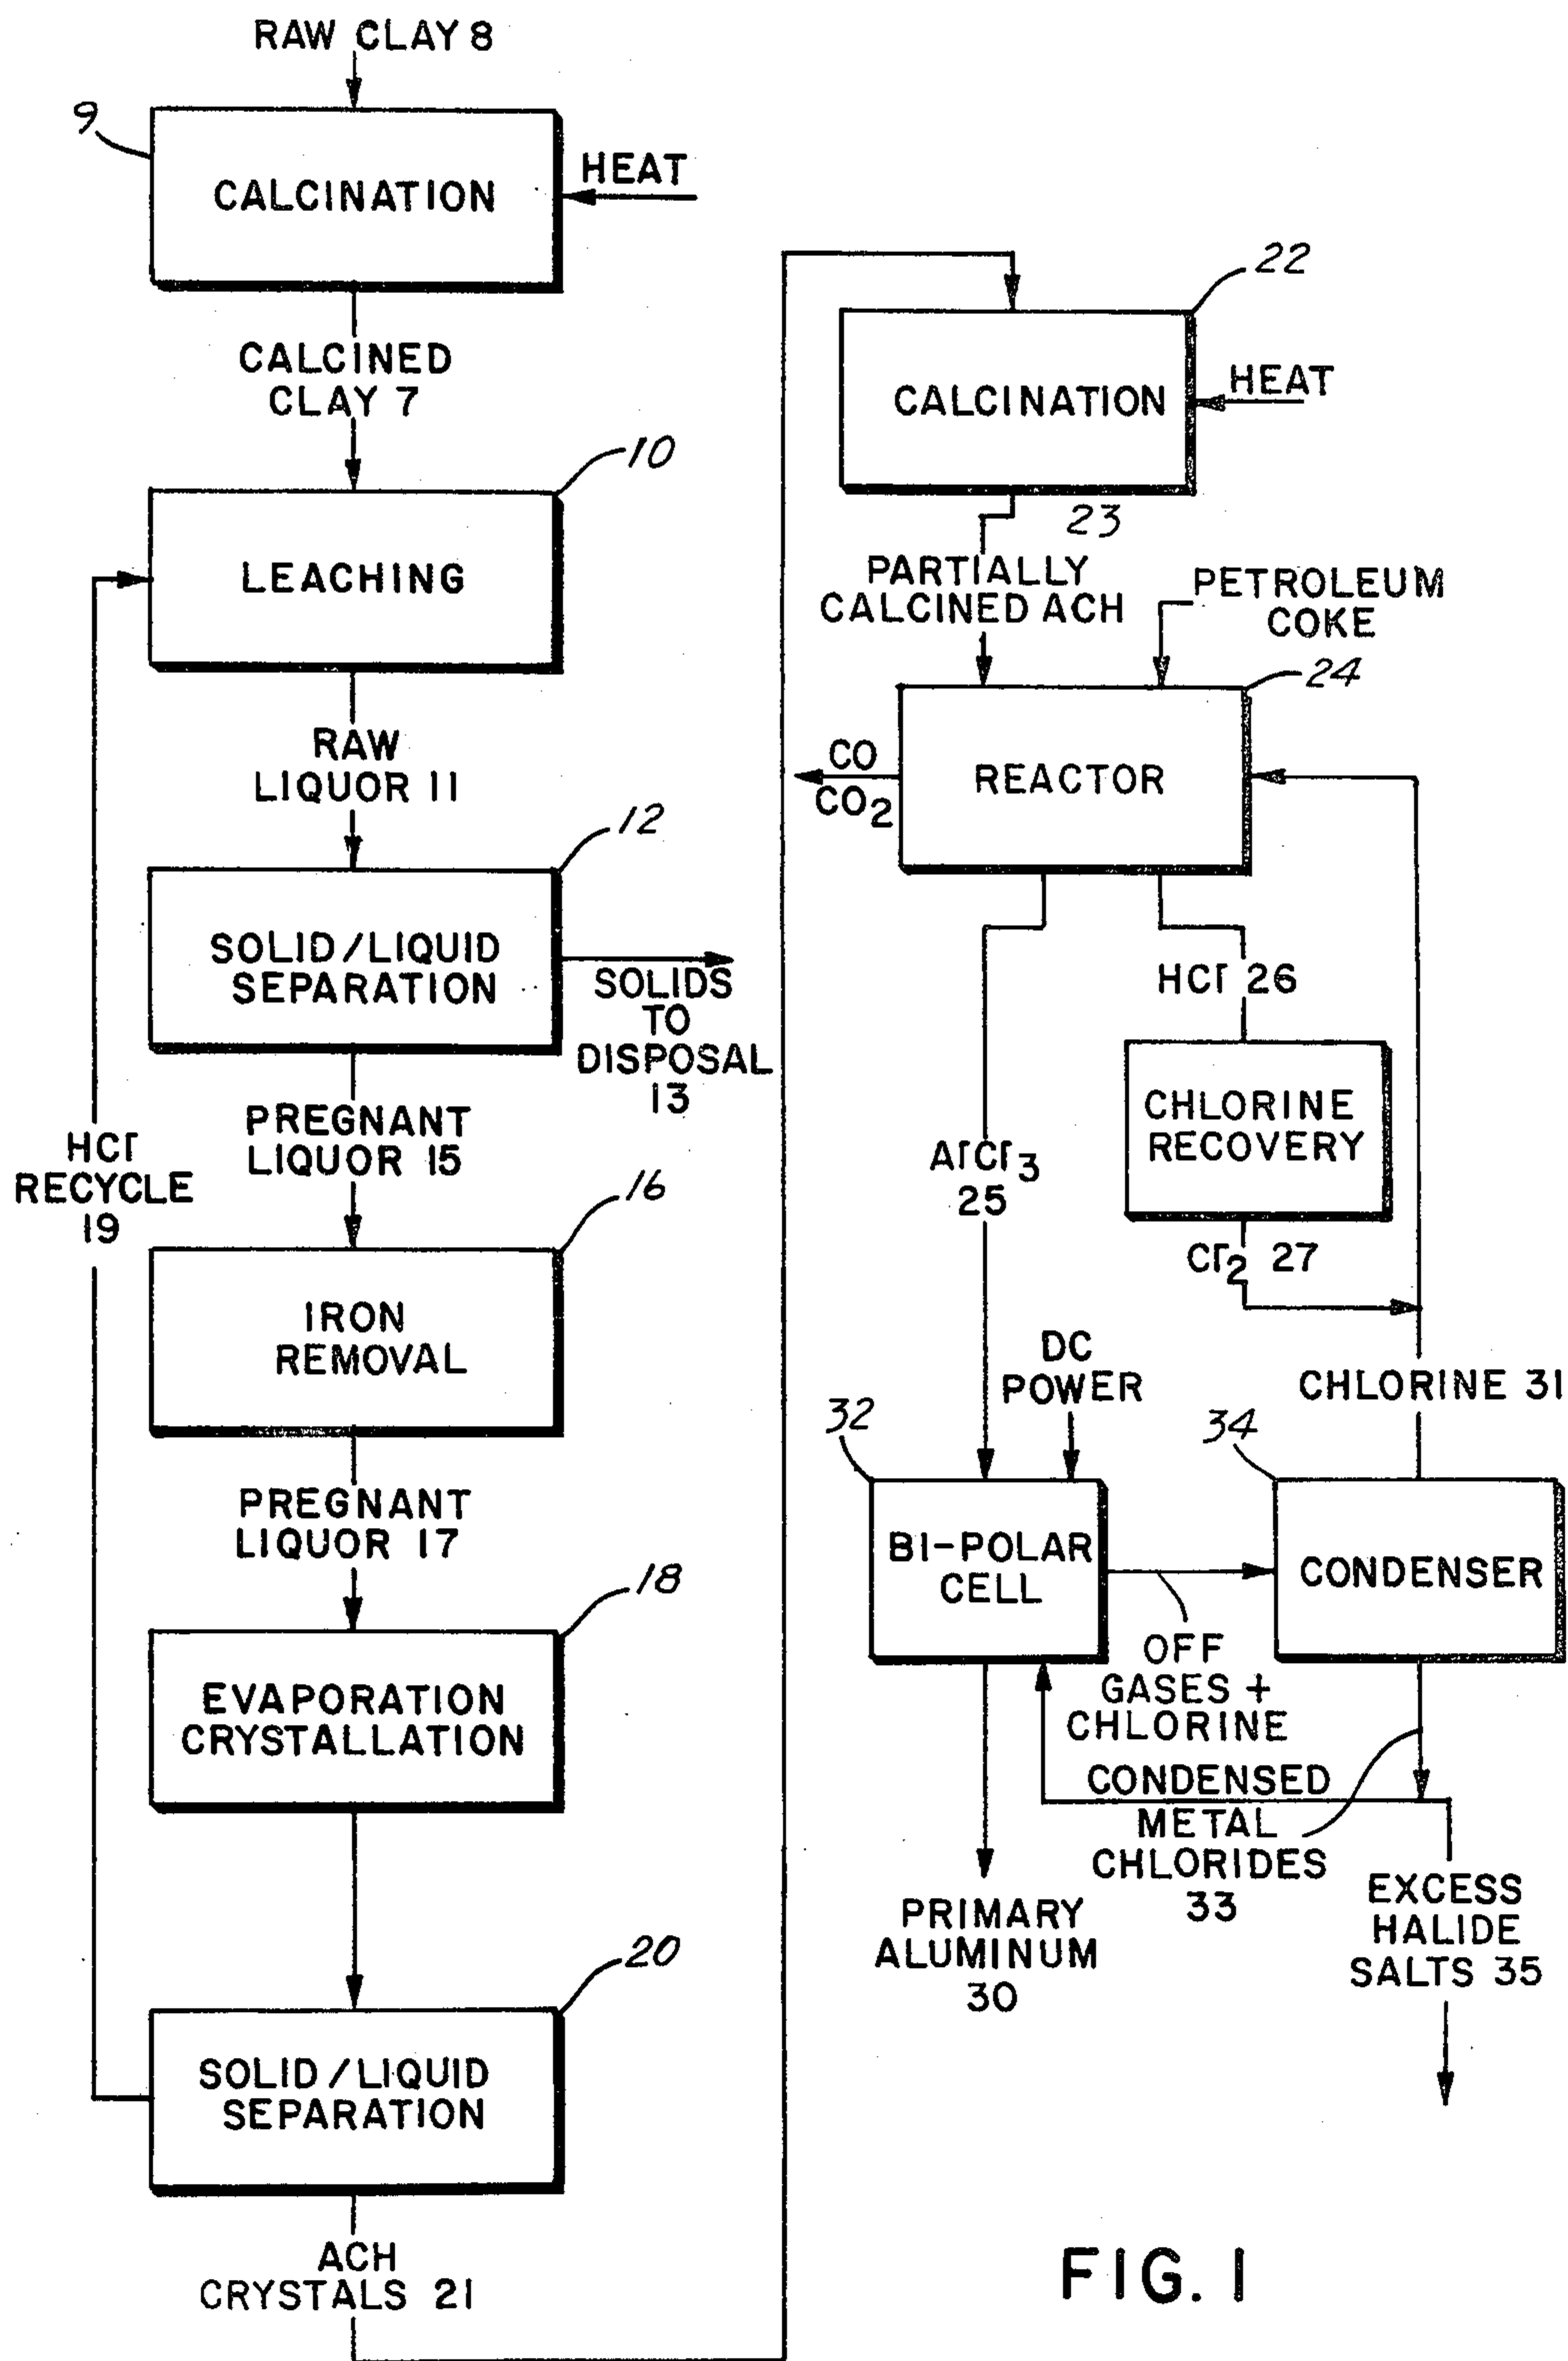 RAW CLAY 8
9
CALCINATION
HEAT
CALCINED
CLAY 7
10
LEACHING
RAW
LIQUOR 11
12
SOLID/LIQUID
SEPARATION
SOLIDS
TO
DISPOSAL
13
PREGNANT
LIQUOR 15
HCl
RECYCLE
19
16
IRON
REMOVAL
PREGNANT
LIQUOR 17
18
EVAPORATION
CRYSTALLATION
20
SOLID/LIQUID
SEPARATION
ACH
CRYSTALS 21
22
CALCINATION
HEAT
23
PARTIALLY
CALCINED ACH
PETROLEUM
COKE
24
REACTOR
CO
CO2
HCl 26
CHLORINE
RECOVERY
AlCl3
25
Cl2 27
DC
POWER
CHLORINE 31
32
34
BI-POLAR
CELL
CONDENSER
OFF
GASES +
CHLORINE
CONDENSED
METAL
CHLORIDES
33
PRIMARY
ALUMINUM
30
EXCESS
HALIDE
SALTS 35
FIG. 1